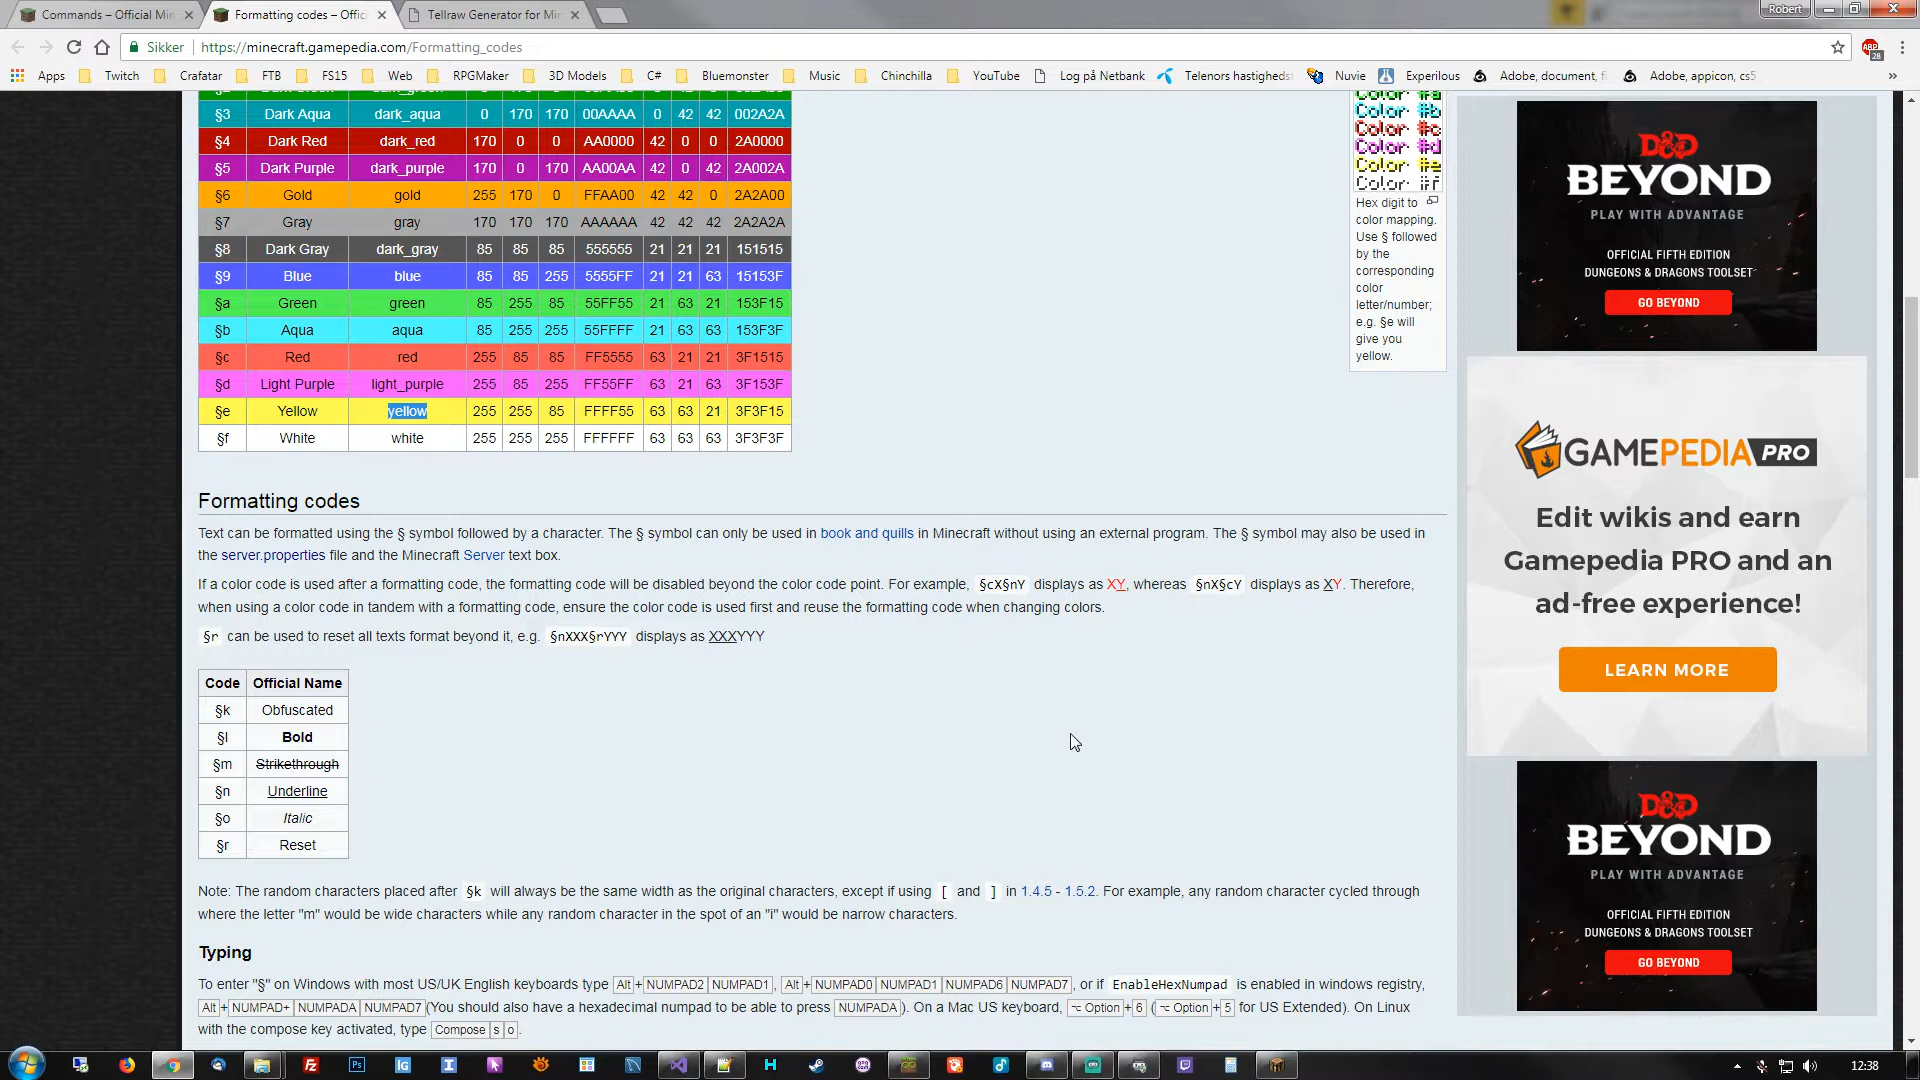 Commands – Official Min
Formatting codes – Offic
Tellraw Generator for Min
Robert
Sikker
https://minecraft.gamepedia.com/Formatting_codes
28
Apps
Twitch
Crafatar
FTB
FS15
Web
RPGMaker
3D Models
C#
Bluemonster
Music
Chinchilla
YouTube
Log på Netbank
Telenors hastighedst
Nuvie
Experilous
Adobe, document, fi
Adobe, appicon, cs5
»
§3 Dark Aqua dark_aqua 0 170 170 00AAAA 0 42 42 002A2A
§4 Dark Red dark_red 170 0 0 AA0000 42 0 0 2A0000
§5 Dark Purple dark_purple 170 0 170 AA00AA 42 0 42 2A002A
§6 Gold gold 255 170 0 FFAA00 42 42 0 2A2A00
§7 Gray gray 170 170 170 AAAAAA 42 42 42 2A2A2A
§8 Dark Gray dark_gray 85 85 85 555555 21 21 21 151515
§9 Blue blue 85 85 255 5555FF 21 21 63 15153F
§a Green green 85 255 85 55FF55 21 63 21 153F15
§b Aqua aqua 85 255 255 55FFFF 21 63 63 153F3F
§c Red red 255 85 85 FF5555 63 21 21 3F1515
§d Light Purple light_purple 255 85 255 FF55FF 63 21 63 3F153F
§e Yellow yellow 255 255 85 FFFF55 63 63 21 3F3F15
§f White white 255 255 255 FFFFFF 63 63 63 3F3F3F
Color #a
Color #b
Color #c
Color #d
Color #e
Color #f
Hex digit to
color mapping.
Use § followed
by the
corresponding
color
letter/number;
e.g. §e will
give you
yellow.
Formatting codes
Text can be formatted using the § symbol followed by a character. The § symbol can only be used in book and quills in Minecraft without using an external program. The § symbol may also be used in
the server.properties file and the Minecraft Server text box.
If a color code is used after a formatting code, the formatting code will be disabled beyond the color code point. For example, §cX§nY displays as XY, whereas §nX§cY displays as XY. Therefore,
when using a color code in tandem with a formatting code, ensure the color code is used first and reuse the formatting code when changing colors.
§r can be used to reset all texts format beyond it, e.g. §nXXX§rYYY displays as XXXYYY
Code Official Name
§k Obfuscated
§l Bold
§m Strikethrough
§n Underline
§o Italic
§r Reset
Note: The random characters placed after §k will always be the same width as the original characters, except if using [ and ] in 1.4.5 - 1.5.2. For example, any random character cycled through
where the letter "m" would be wide characters while any random character in the spot of an "i" would be narrow characters.
Typing
To enter "§" on Windows with most US/UK English keyboards type Alt+NUMPAD2 NUMPAD1, Alt+NUMPAD0 NUMPAD1 NUMPAD6 NUMPAD7, or if EnableHexNumpad is enabled in windows registry,
Alt+NUMPAD+ NUMPADA NUMPAD7(You should also have a hexadecimal numpad to be able to press NUMPADA). On a Mac US keyboard, ⌥ Option+6 (⌥ Option+5 for US Extended). On Linux
with the compose key activated, type Compose s o.
D&D
BEYOND
PLAY WITH ADVANTAGE
OFFICIAL FIFTH EDITION
DUNGEONS & DRAGONS TOOLSET
GO BEYOND
GAMEPEDIA PRO
Edit wikis and earn
Gamepedia PRO and an
ad-free experience!
LEARN MORE
D&D
BEYOND
PLAY WITH ADVANTAGE
OFFICIAL FIFTH EDITION
DUNGEONS & DRAGONS TOOLSET
GO BEYOND
12:38